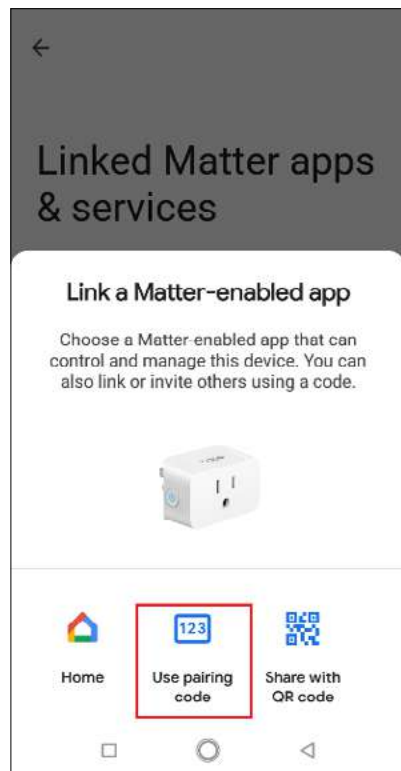 Linked Matter apps
& services
Link a Matter-enabled app
Choose a Matter-enabled app that can
control and manage this device. You can
also link or invite others using a code.
123
Home
Use pairing
code
Share with
QR code